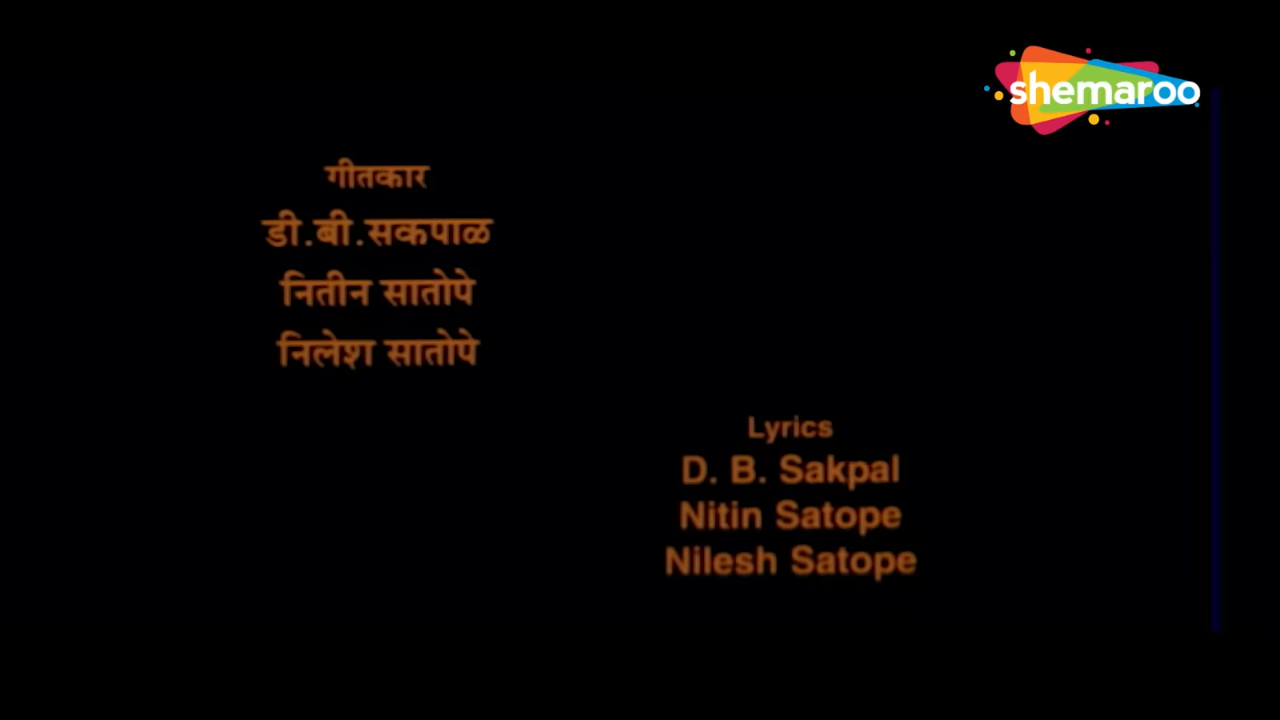 shemaroo
गीतकार
डी.बी.सकपाळ
नितीन सातोपे
निलेश सातोपे
Lyrics
D. B. Sakpal
Nitin Satope
Nilesh Satope